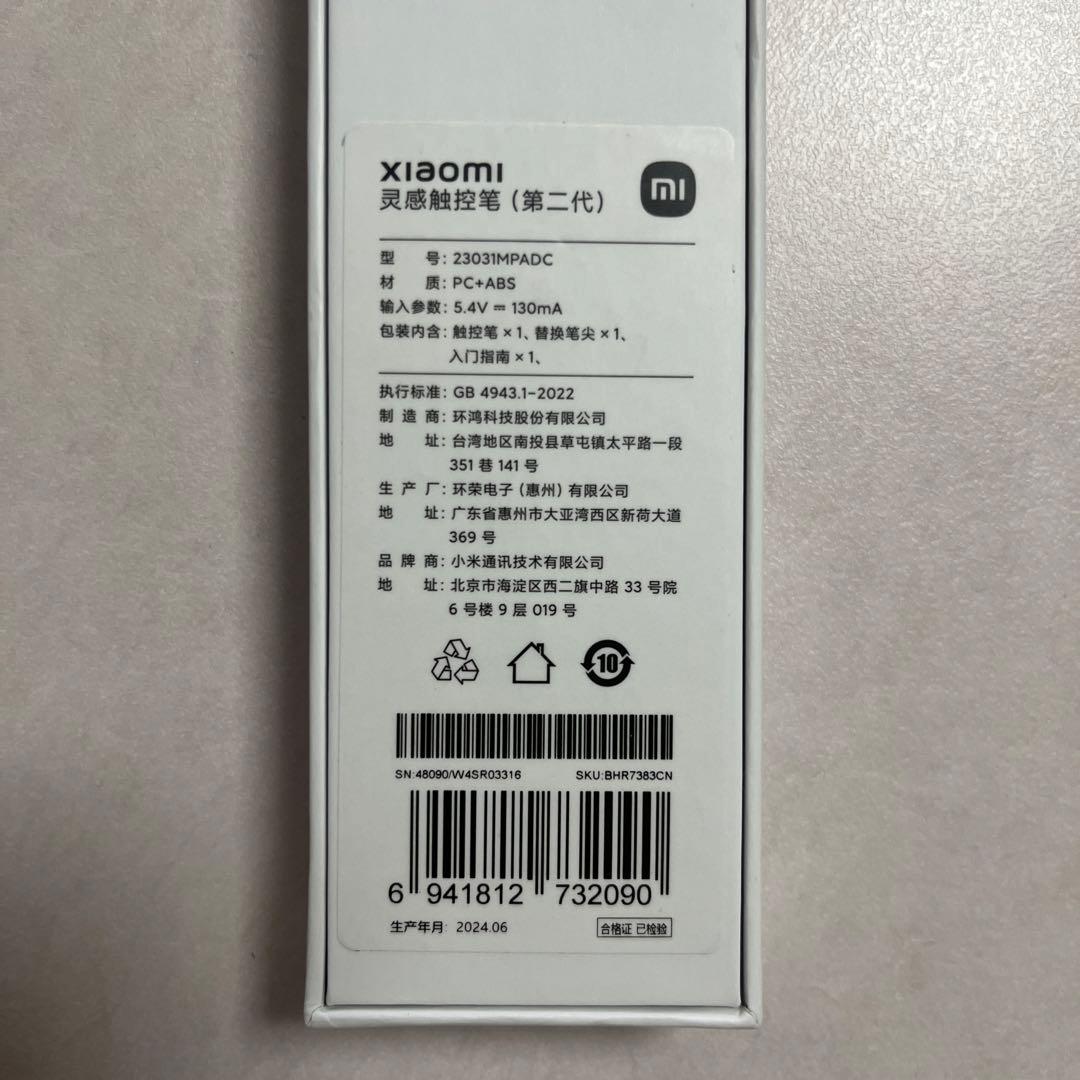 xiaomi
灵感触控笔（第二代）
型 号：23031MPADC
材 质：PC+ABS
输入参数：5.4V ⎓ 130mA
包装内含：触控笔×1、替换笔尖×1、
入门指南×1、
执行标准：GB 4943.1-2022
制 造 商：环鸿科技股份有限公司
地 址：台湾地区南投县草屯镇太平路一段
351 巷 141 号
生 产 厂：环荣电子（惠州）有限公司
地 址：广东省惠州市大亚湾西区新荷大道
369 号
品 牌 商：小米通讯技术有限公司
地 址：北京市海淀区西二旗中路 33 号院
6 号楼 9 层 019 号
10
SN:48090/W4SR03316 SKU:BHR7383CN
6 941812 732090
生产年月: 2024.06 合格证 已检验